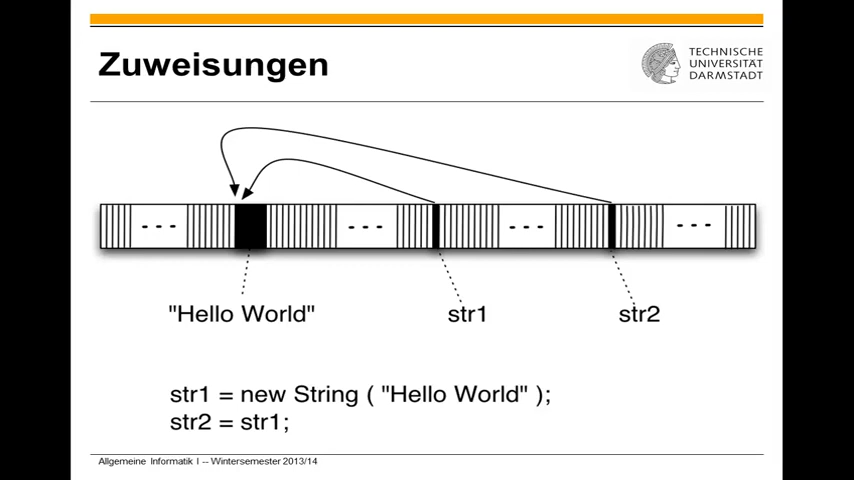 Zuweisungen
TECHNISCHE
UNIVERSITÄT
DARMSTADT
"Hello World"
str1
str2
str1 = new String ( "Hello World" );
str2 = str1;
Allgemeine Informatik I -- Wintersemester 2013/14